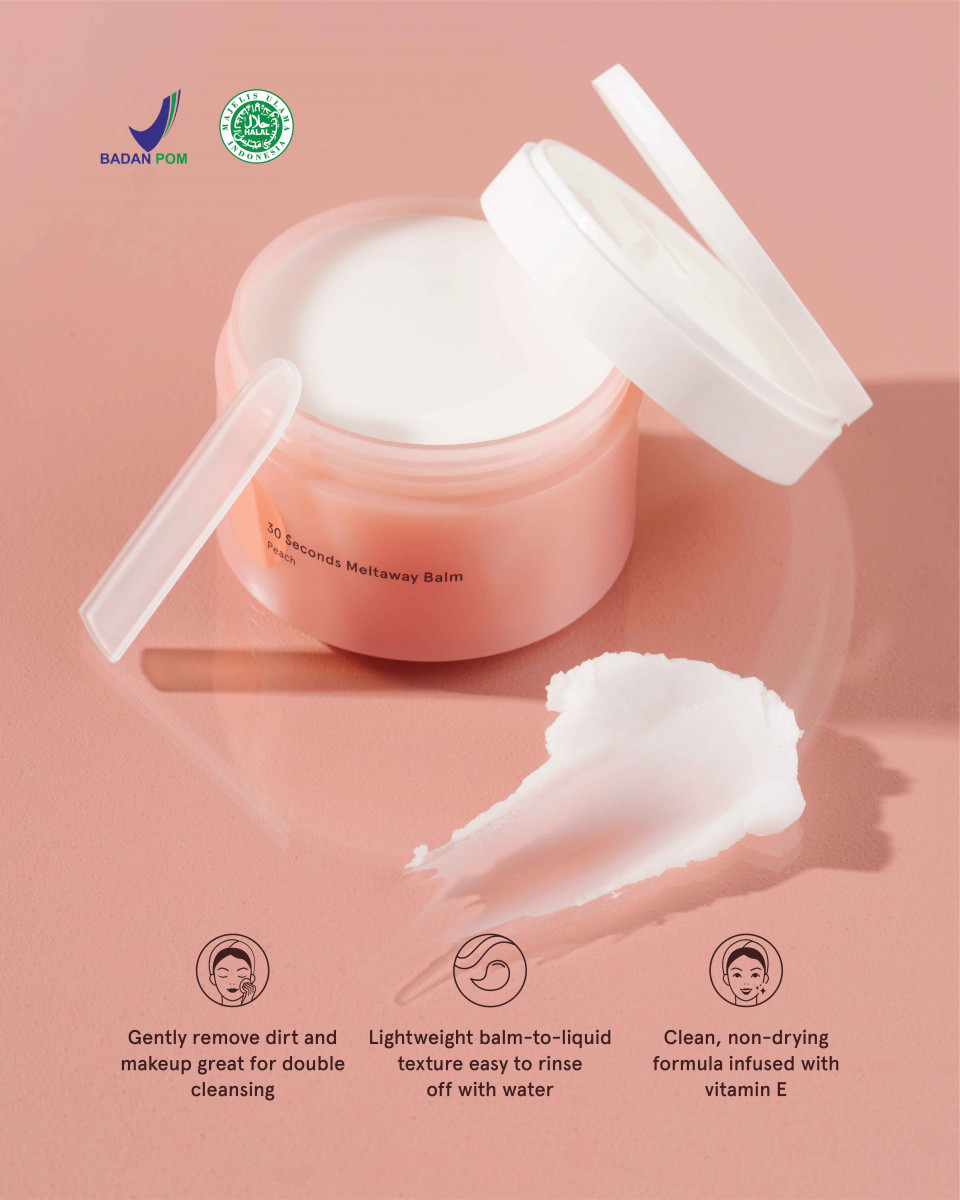 BADAN POM
MAJELIS ULAMA
حلال
HALAL
INDONESIA
30 Seconds Meltaway Balm
Peach
Gently remove dirt and
makeup great for double
cleansing
Lightweight balm-to-liquid
texture easy to rinse
off with water
Clean, non-drying
formula infused with
vitamin E